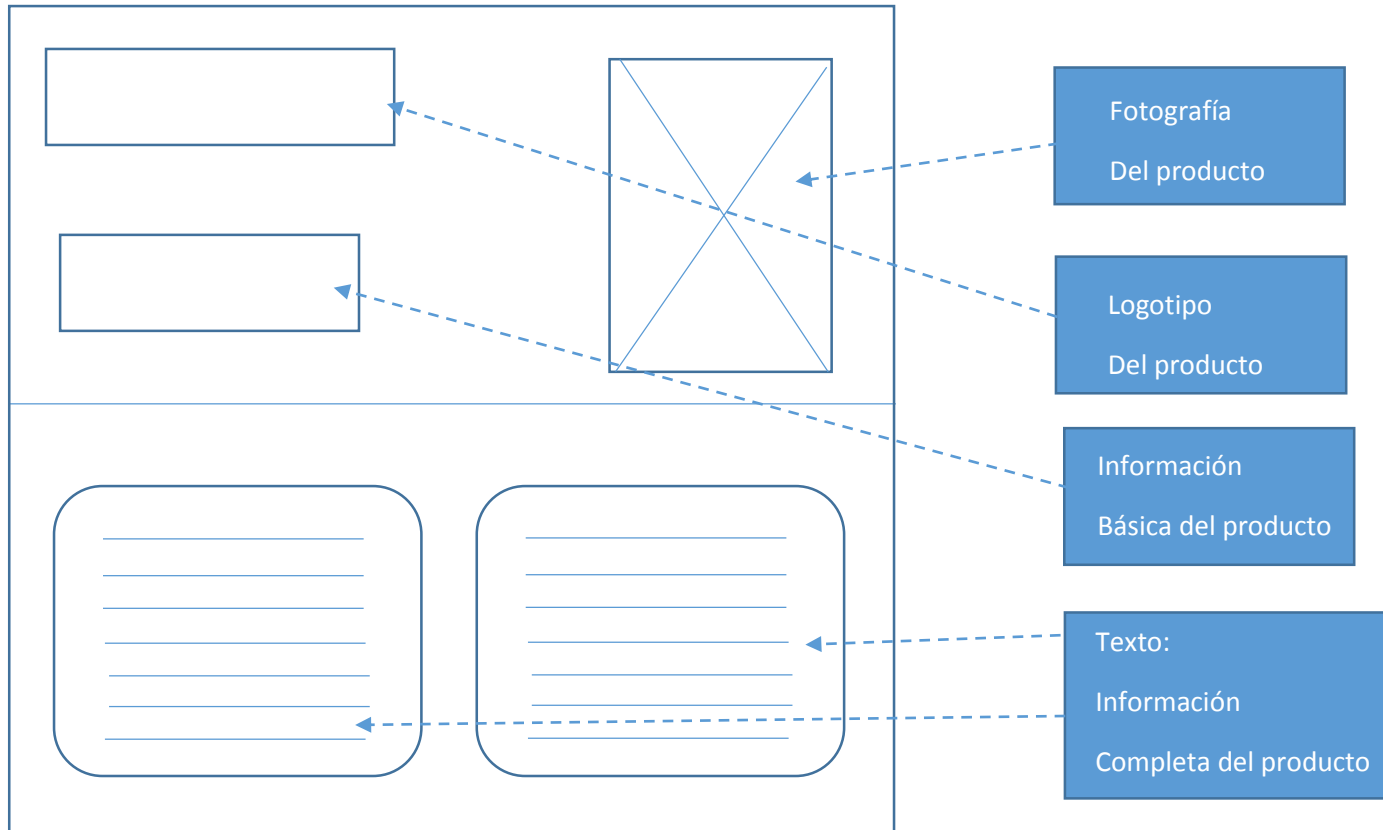 Fotografía
Del producto
Logotipo
Del producto
Información
Básica del producto
Texto:
Información
Completa del producto